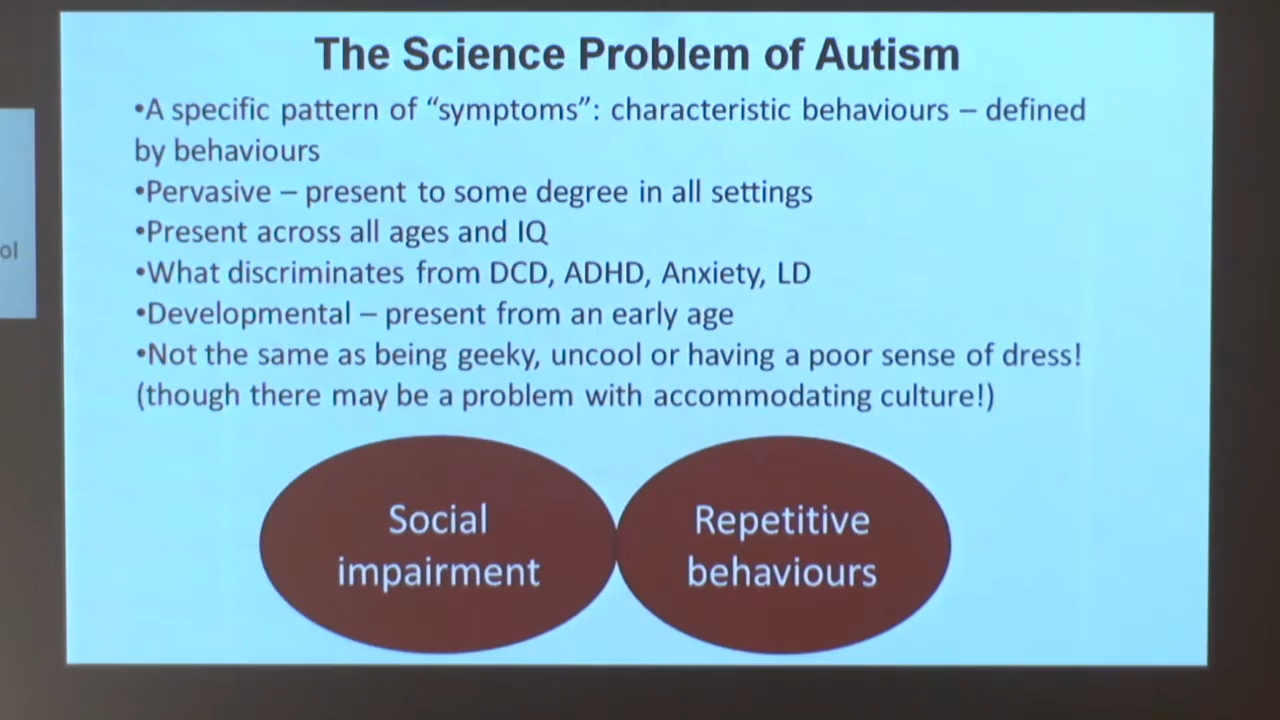 The Science Problem of Autism
•A specific pattern of “symptoms”: characteristic behaviours – defined
by behaviours
•Pervasive – present to some degree in all settings
•Present across all ages and IQ
•What discriminates from DCD, ADHD, Anxiety, LD
•Developmental – present from an early age
•Not the same as being geeky, uncool or having a poor sense of dress!
(though there may be a problem with accommodating culture!)
Social
impairment
Repetitive
behaviours
ol